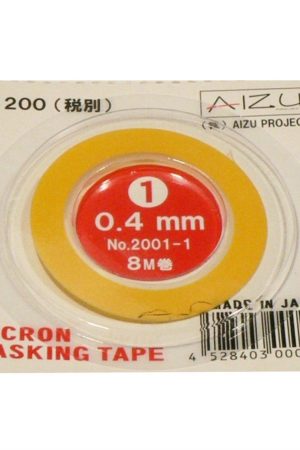 200 (税別)
AIZU
(株) AIZU PROJEC
1
0.4 mm
No.2001-1
8M巻
MADE IN JA
CRON
ASKING TAPE
4 528403 000